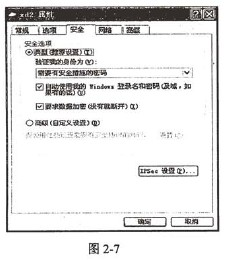 xd2 属性
常规 选项 安全 网络 高级
安全选项
典型(推荐设置)(T)
验证我的身份为(V):
需要有安全措施的密码
自动使用我的 Windows 登录名和密码(及域，如
果有的话)(U)
要求数据加密(没有就断开)(Q)
高级(自定义设置)(D)
IPSec 设置(P)...
确定 取消
图 2-7